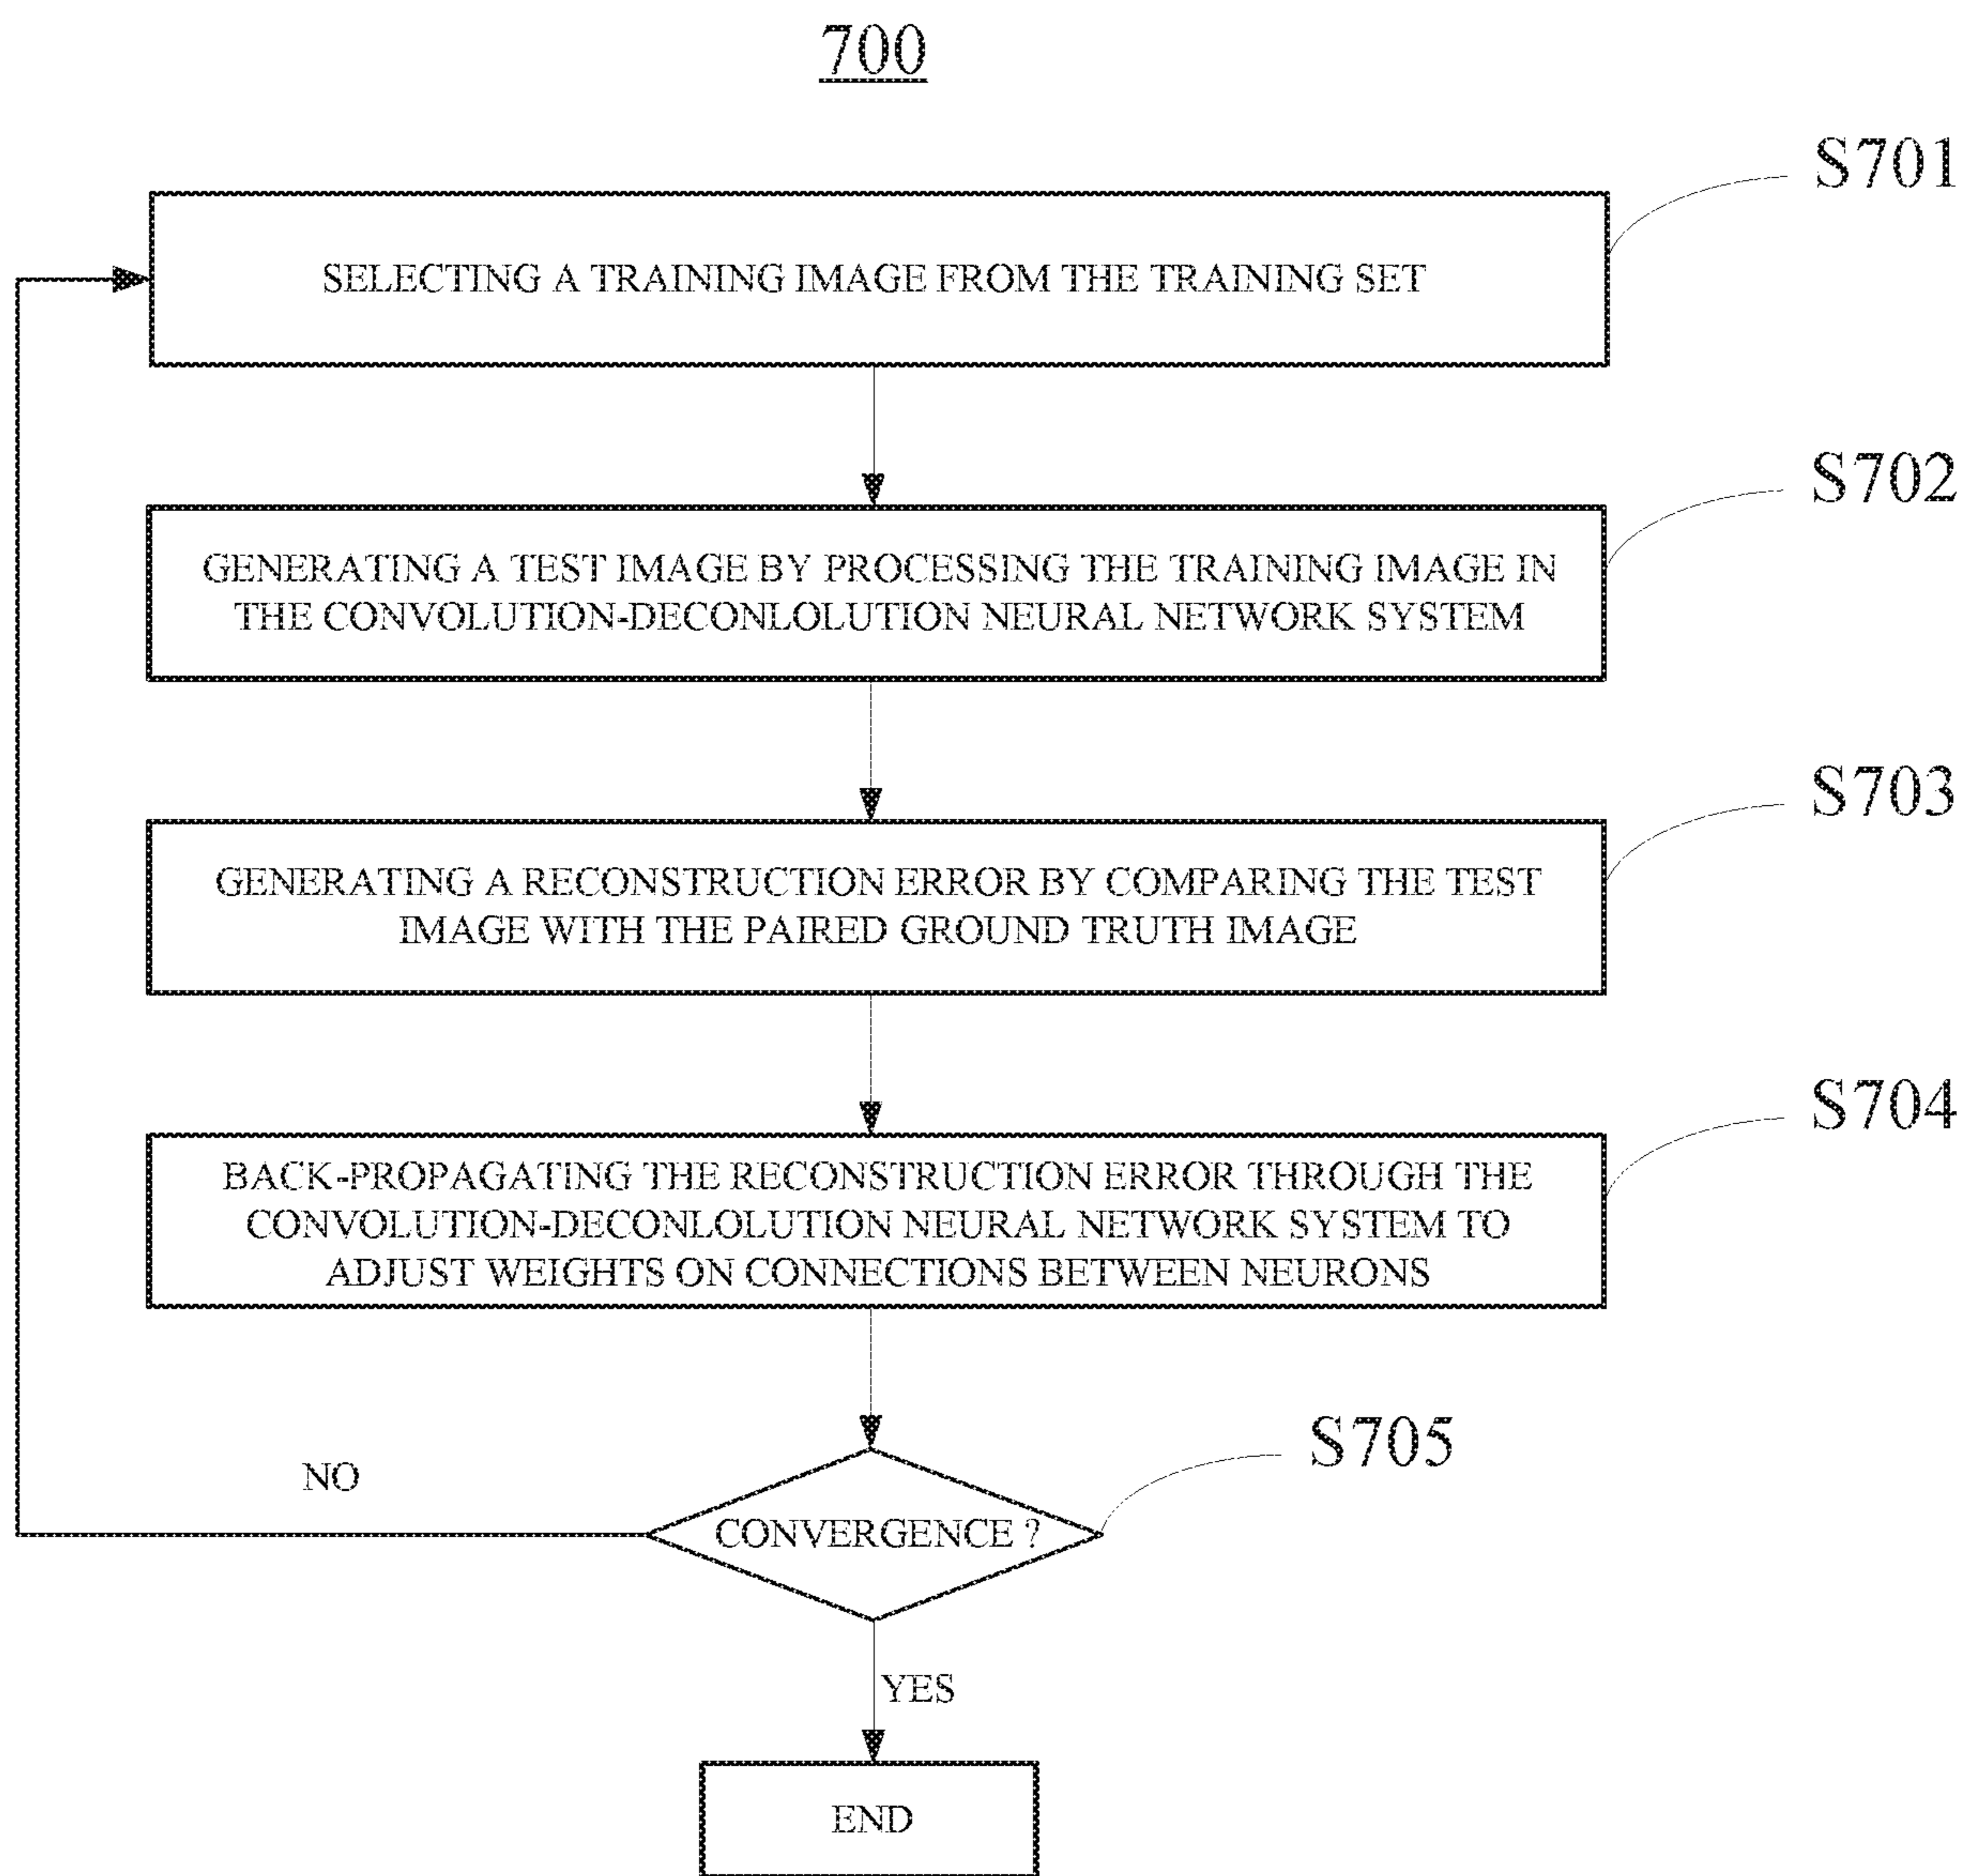 700
S701
SELECTING A TRAINING IMAGE FROM THE TRAINING SET
S702
GENERATING A TEST IMAGE BY PROCESSING THE TRAINING IMAGE IN
THE CONVOLUTION-DECONLOLUTION NEURAL NETWORK SYSTEM
S703
GENERATING A RECONSTRUCTION ERROR BY COMPARING THE TEST
IMAGE WITH THE PAIRED GROUND TRUTH IMAGE
S704
BACK-PROPAGATING THE RECONSTRUCTION ERROR THROUGH THE
CONVOLUTION-DECONLOLUTION NEURAL NETWORK SYSTEM TO
ADJUST WEIGHTS ON CONNECTIONS BETWEEN NEURONS
S705
NO
CONVERGENCE ?
YES
END